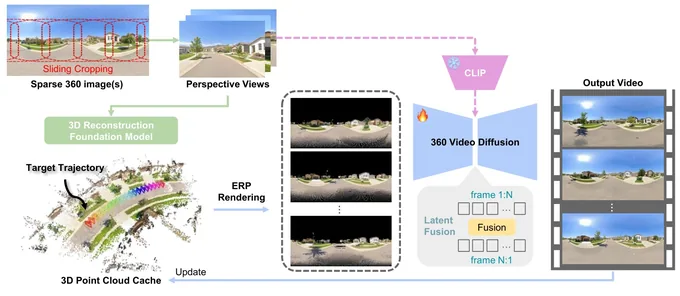 Sliding Cropping
Sparse 360 image(s)
Perspective Views
3D Reconstruction
Foundation Model
Target Trajectory
3D Point Cloud Cache
ERP
Rendering
CLIP
360 Video Diffusion
frame 1:N
...
Latent
Fusion
Fusion
...
frame N:1
Output Video
Update